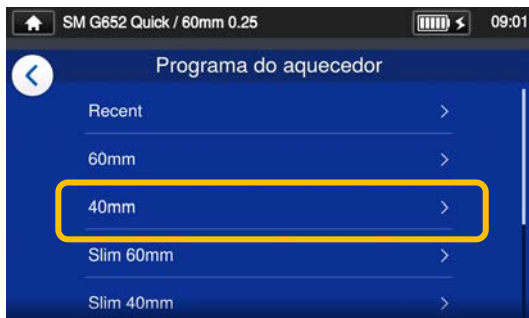 SM G652 Quick / 60mm 0.25 09:01
Programa do aquecedor
Recent
60mm
40mm
Slim 60mm
Slim 40mm